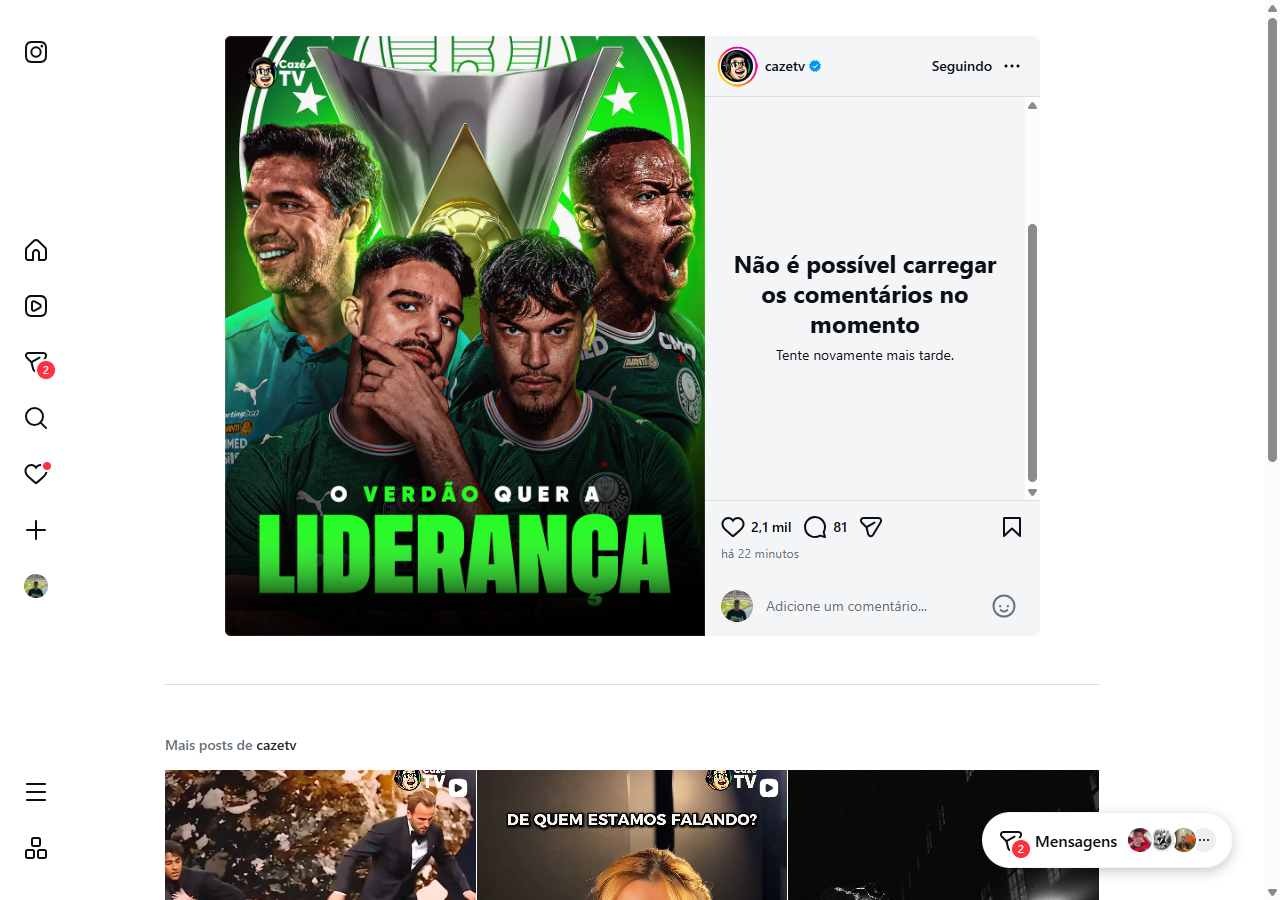 Cazé
TV
O VERDÃO QUER A
LIDERANÇA
cazetv
Seguindo
Não é possível carregar
os comentários no
momento
Tente novamente mais tarde.
2,1 mil
81
há 22 minutos
Adicione um comentário...
2
Mais posts de cazetv
TV
TV
DE QUEM ESTAMOS FALANDO?
2
Mensagens